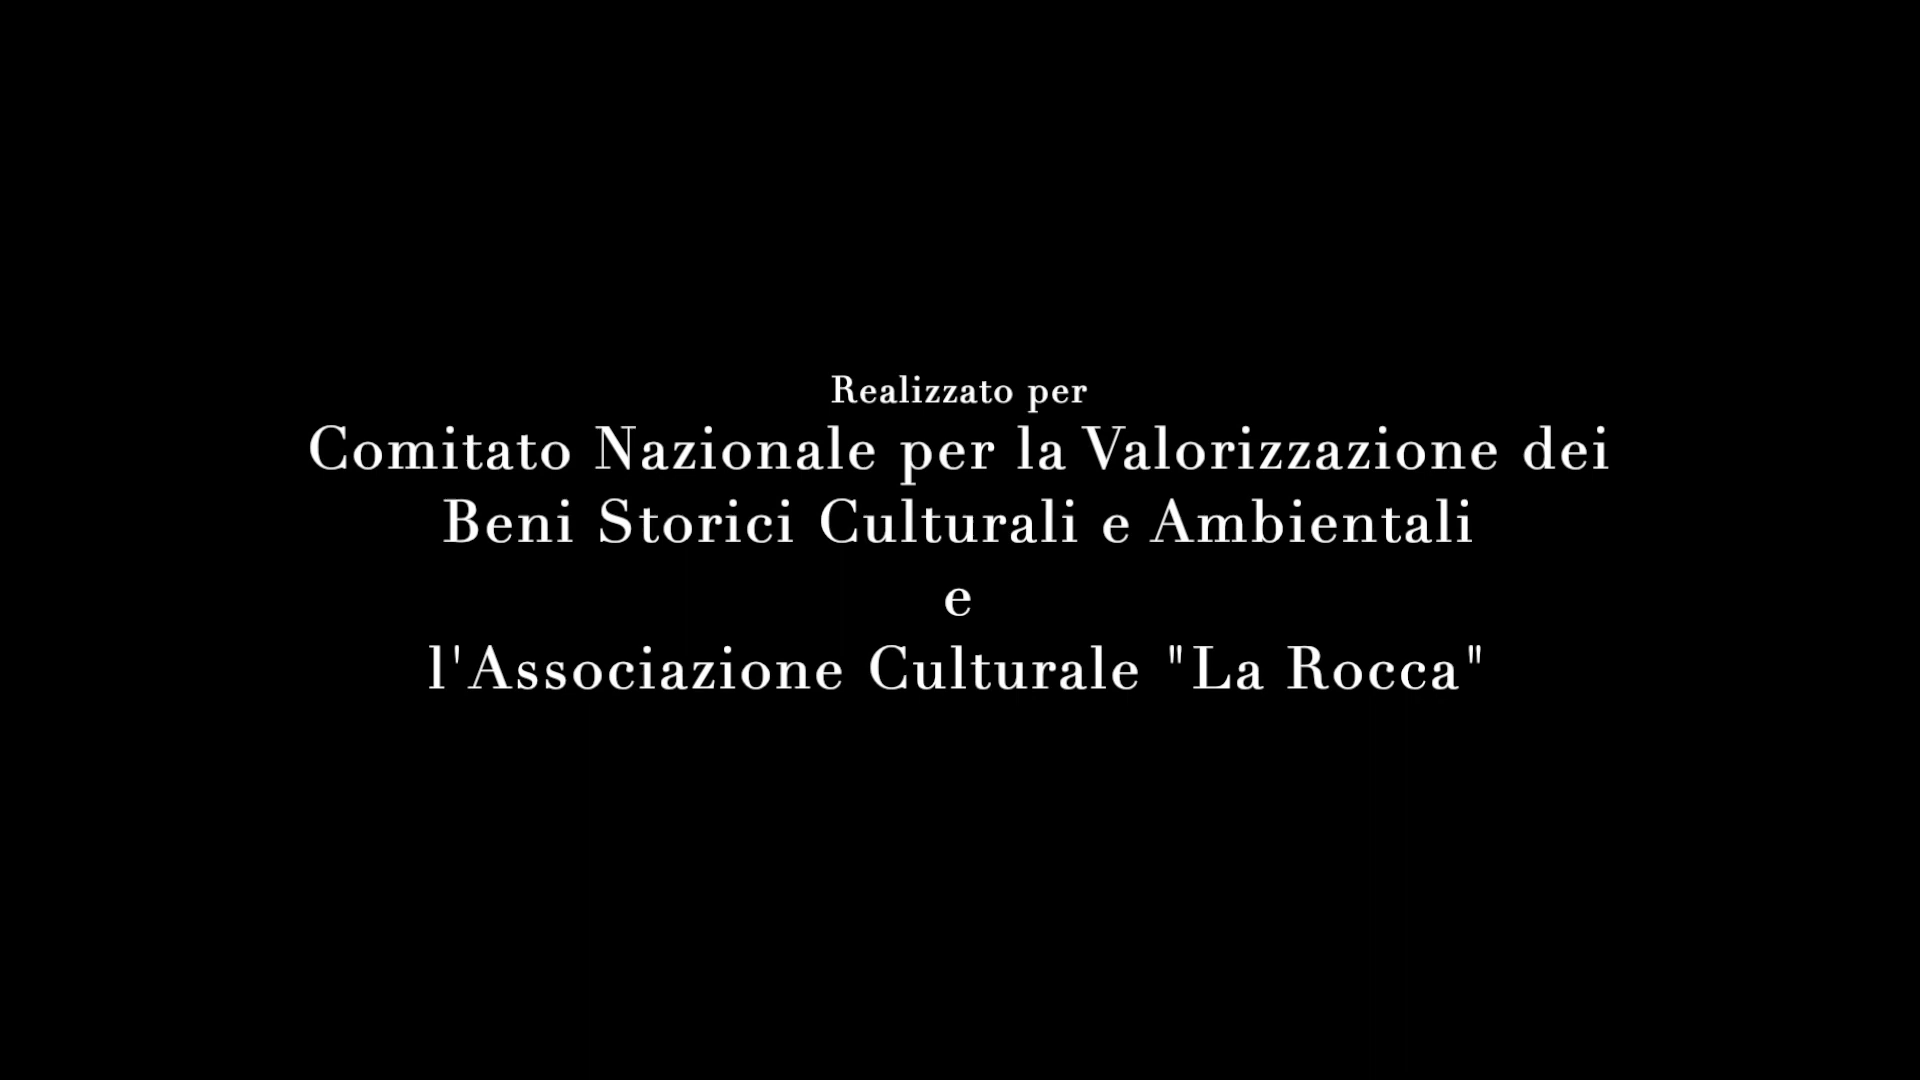 Realizzato per
Comitato Nazionale per la Valorizzazione dei
Beni Storici Culturali e Ambientali
e
l'Associazione Culturale "La Rocca"